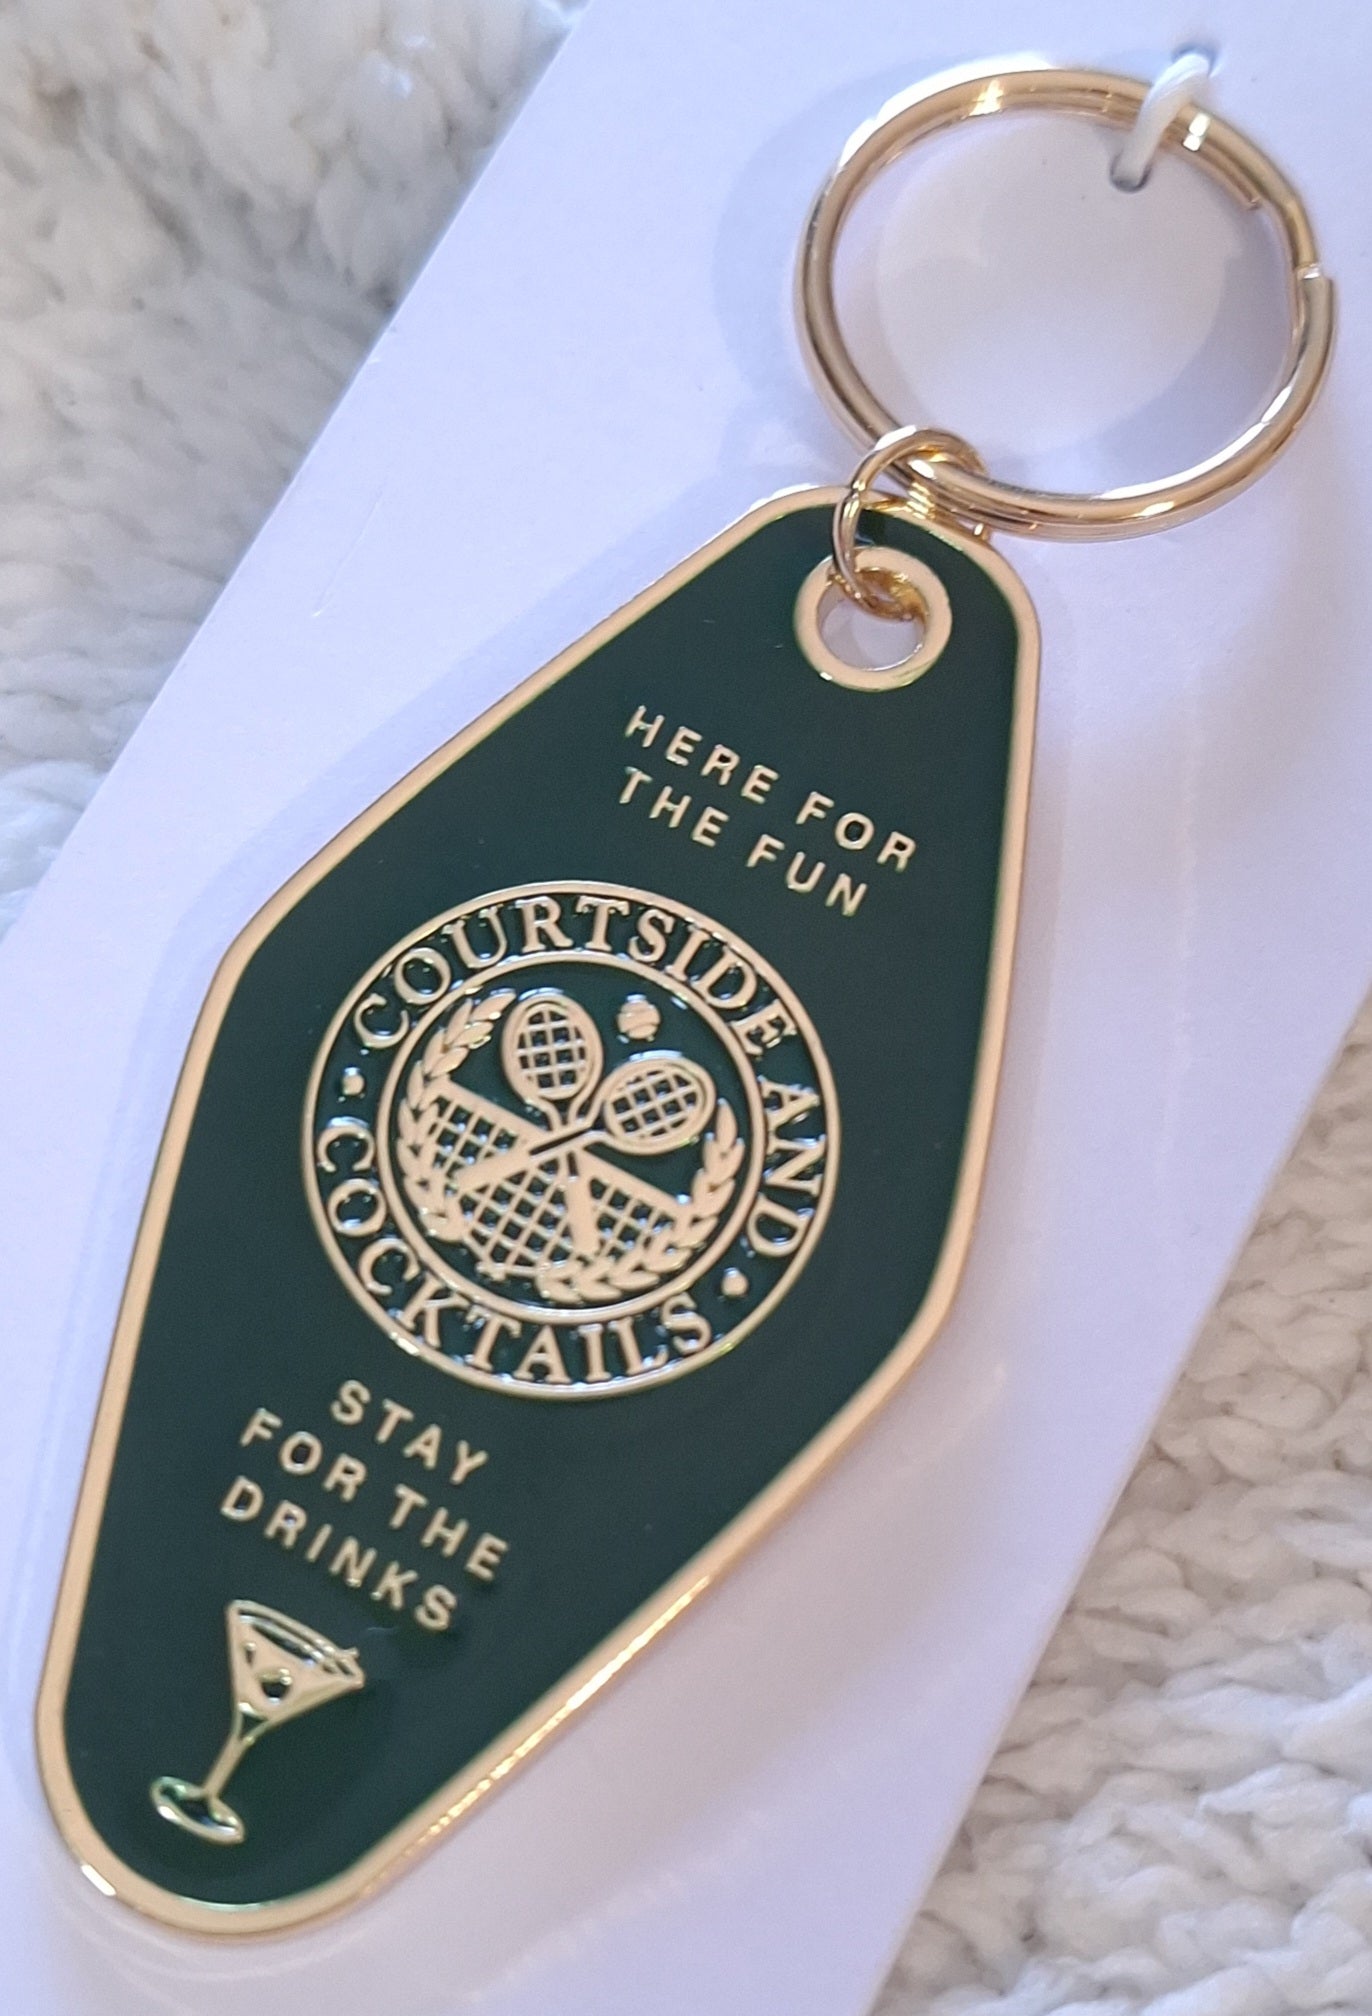 HERE FOR
THE FUN
COURTSIDE AND
COCKTAILS
STAY
FOR THE
DRINKS